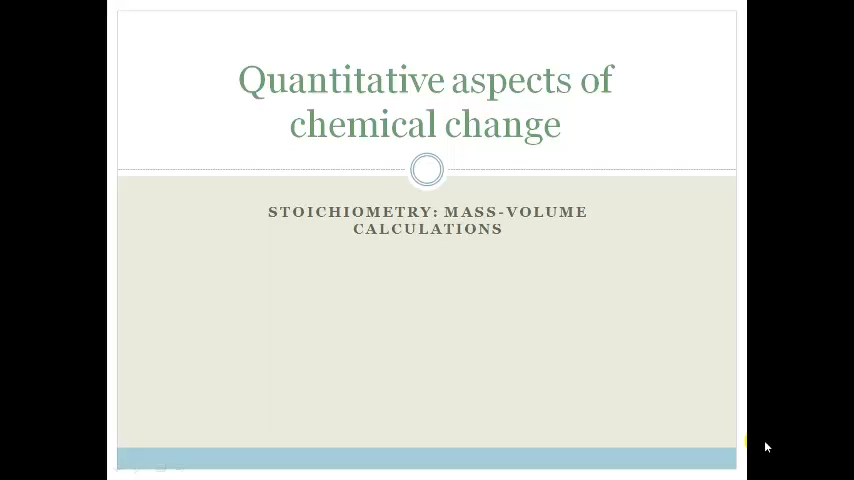 Quantitative aspects of
chemical change
STOICHIOMETRY: MASS-VOLUME
CALCULATIONS